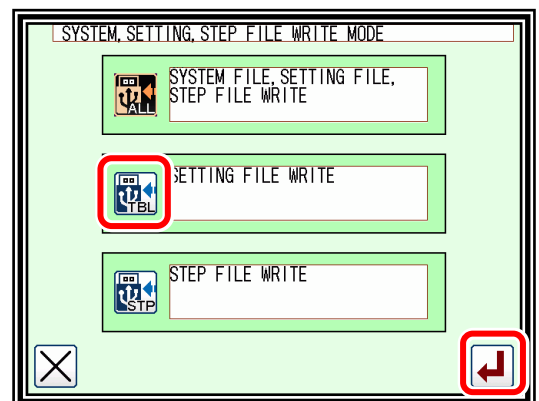 SYSTEM, SETTING, STEP FILE WRITE MODE
SYSTEM FILE, SETTING FILE,
STEP FILE WRITE
ALL
SETTING FILE WRITE
TBL
STEP FILE WRITE
STP